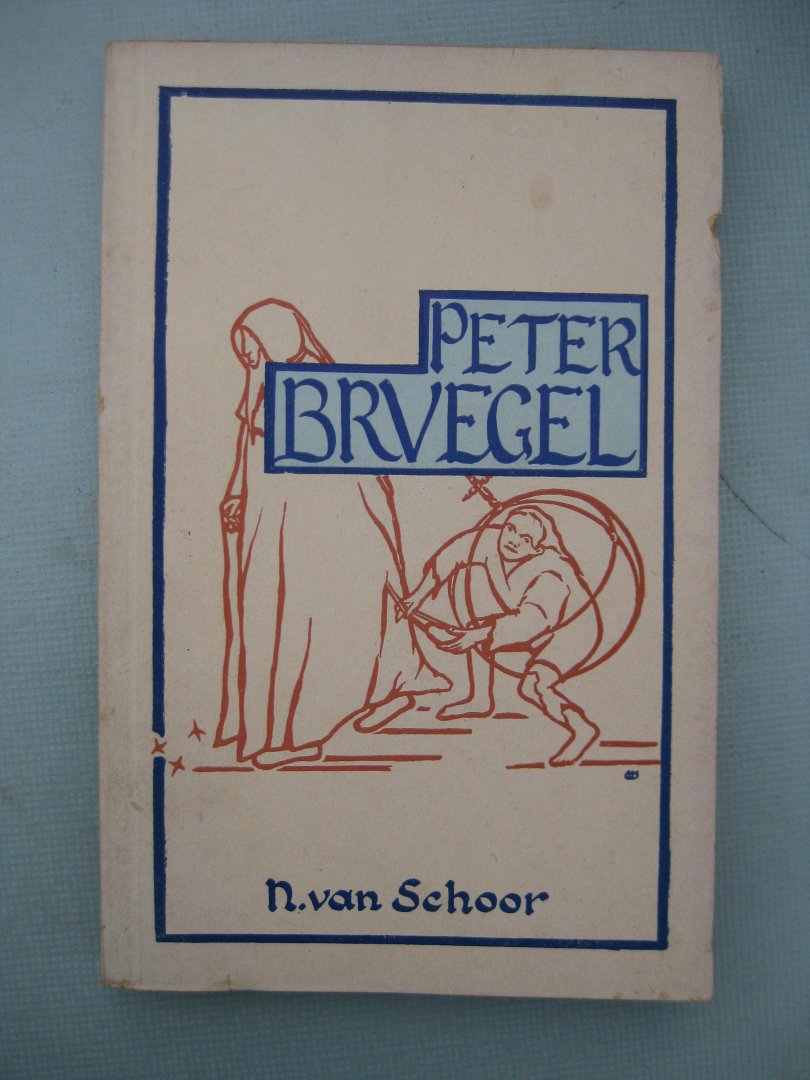 PETER
BRVEGEL
N. van Schoor